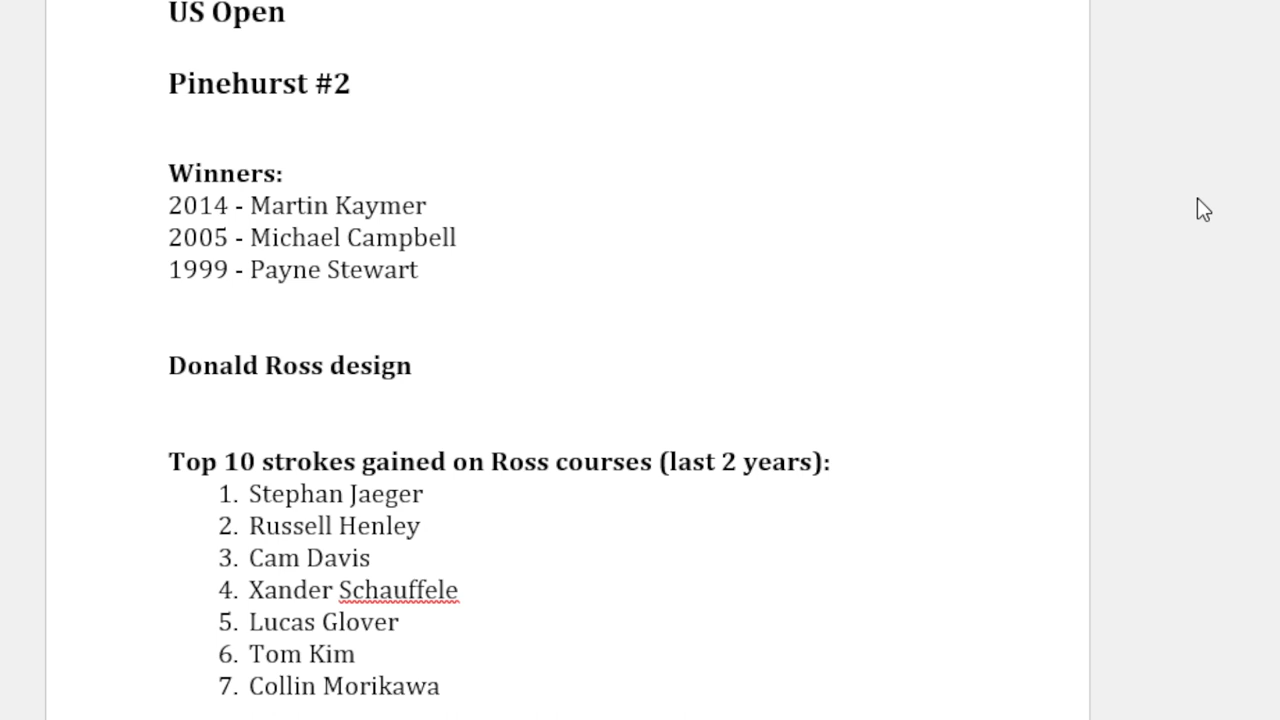 US Open
Pinehurst #2
Winners:
2014 - Martin Kaymer
2005 - Michael Campbell
1999 - Payne Stewart
Donald Ross design
Top 10 strokes gained on Ross courses (last 2 years):
1. Stephan Jaeger
2. Russell Henley
3. Cam Davis
4. Xander Schauffele
5. Lucas Glover
6. Tom Kim
7. Collin Morikawa